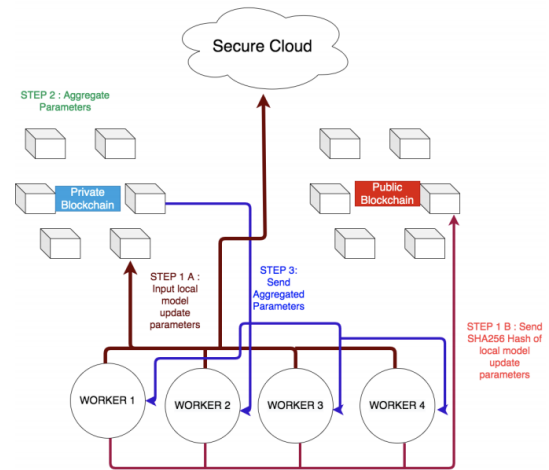 Secure Cloud
STEP 2 : Aggregate
Parameters
Private
Blockchain
Public
Blockchain
STEP 1 A :
Input local
model
update
parameters
STEP 3:
Send
Aggregated
Parameters
STEP 1 B : Send
SHA256 Hash of
local model
update
parameters
WORKER 1
WORKER 2
WORKER 3
WORKER 4